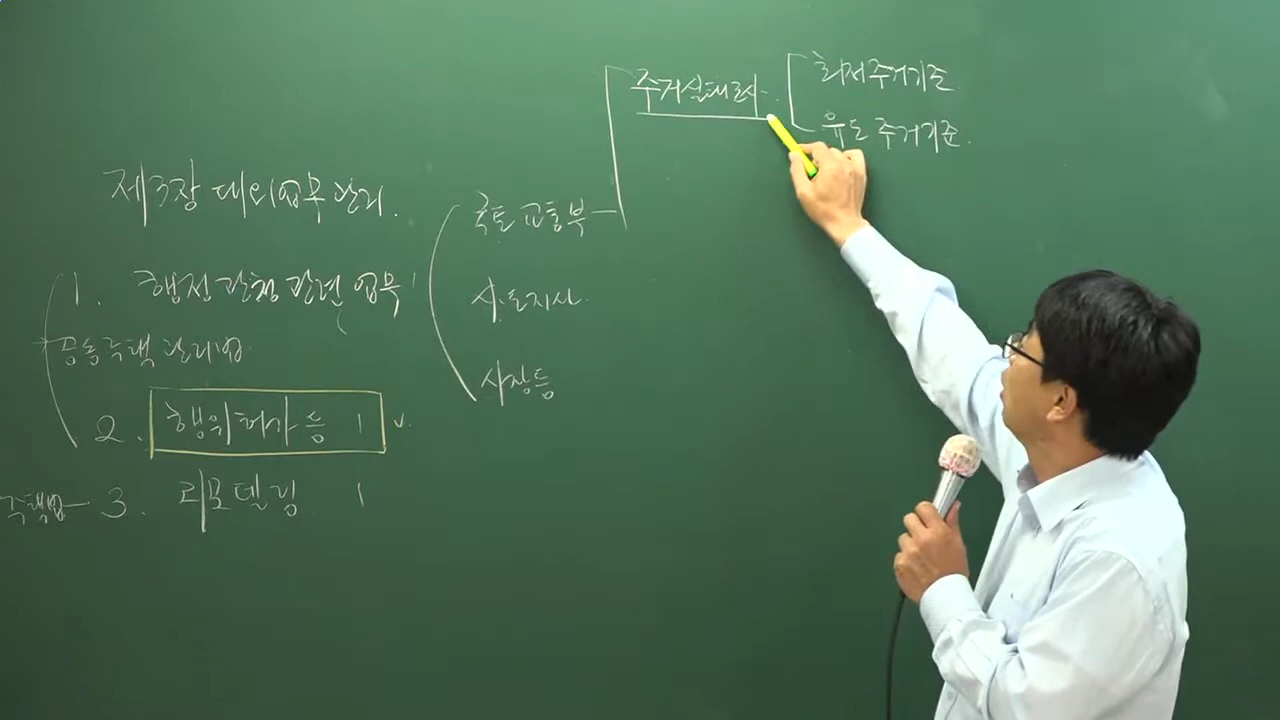 제3장 대외업무관리.
1. 행정관청관련업무 1
공동주택관리법
2. 행위허가 등 1 v.
주택법 - 3. 리모델링 1
국토교통부
시·도지사.
시장등
주거실태조사.
최저주거기준
유도주거기준.